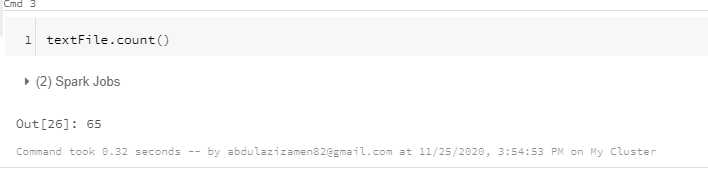 Cmd 3
1 textFile.count()
(2) Spark Jobs
Out[26]: 65
Command took 0.32 seconds -- by abdulazizamen82@gmail.com at 11/25/2020, 3:54:53 PM on My Cluster